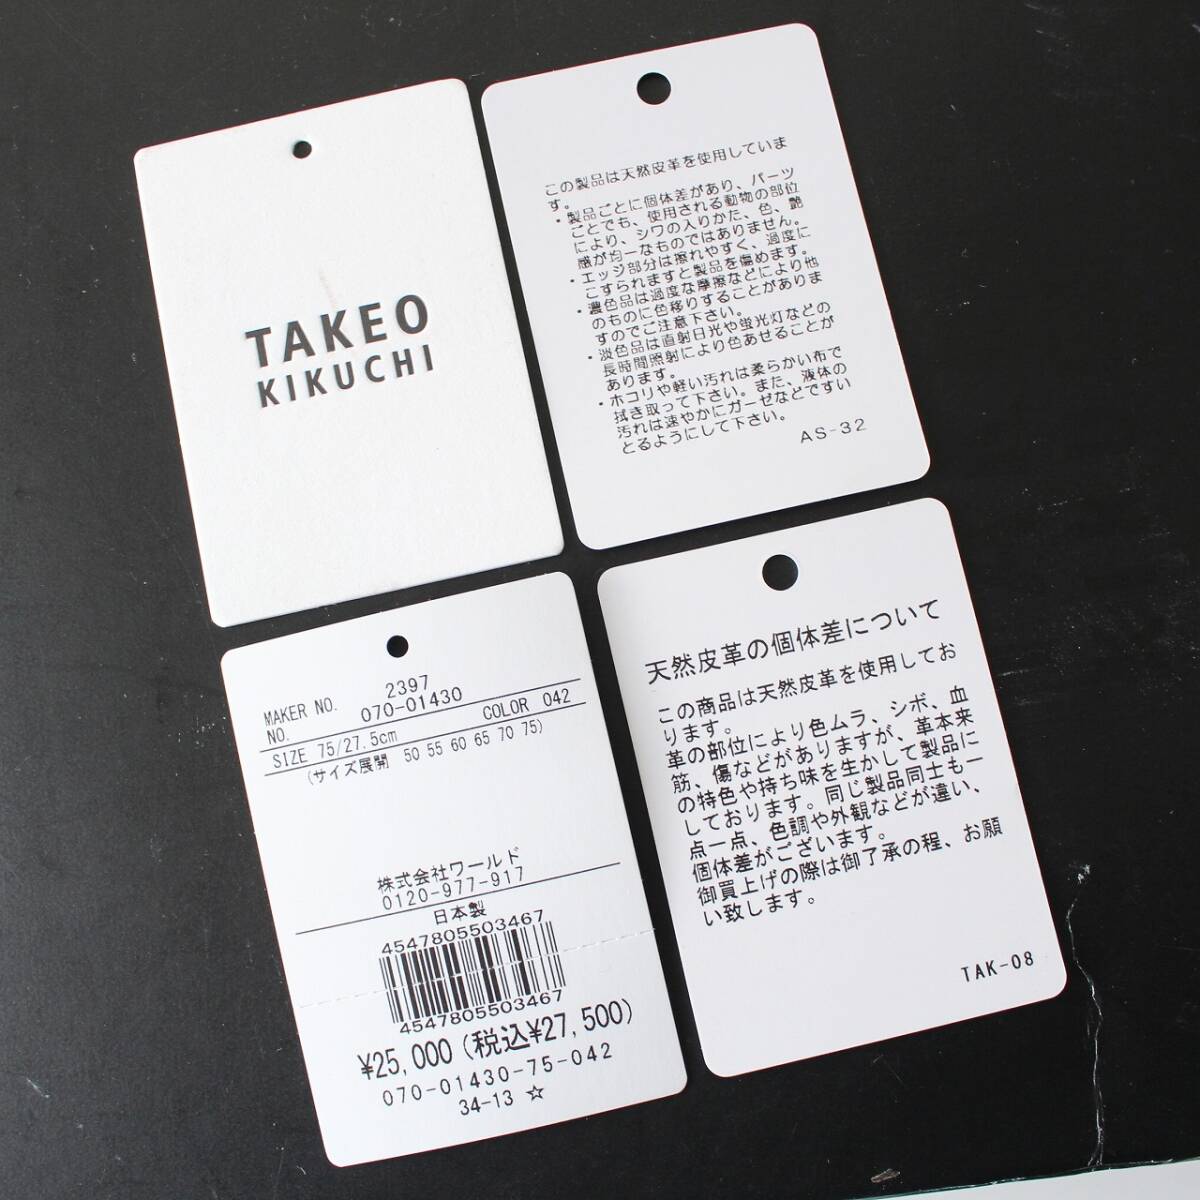 TAKEO
KIKUCHI
この製品は天然皮革を使用していま
す。
・製品ごとに個体差があり、パーツ
ごとでも、使用される動物の部位
により、シワの入りかた、色、艶
感が均一なものではありません。
・エッジ部分は擦れやすく、過度に
こすられますと製品を傷めます。
・濃色品は過度な摩擦などにより他
のものに色移りすることがありま
すのでご注意下さい。
・淡色品は直射日光や蛍光灯などの
長時間照射により色あせることが
あります。
・ホコリや軽い汚れは柔らかい布で
拭き取って下さい。また、液体の
汚れは速やかにガーゼなどですい
とるようにして下さい。
AS-32
MAKER NO. 2397
NO. 070-01430
SIZE 75/27.5cm COLOR 042
(サイズ展開 50 55 60 65 70 75)
株式会社ワールド
0120-977-917
日本製
4547805503467
4547805503467
¥25,000(税込¥27,500)
070-01430-75-042
34-13 ☆
天然皮革の個体差について
この商品は天然皮革を使用してお
ります。
革の部位により色ムラ、シボ、血
筋、傷などがありますが、革本来
の特色や持ち味を生かして製品に
しております。同じ製品同士も一
点一点、色調や外観などが違い、
個体差がございます。
御買上げの際は御了承の程、お願
い致します。
TAK-08